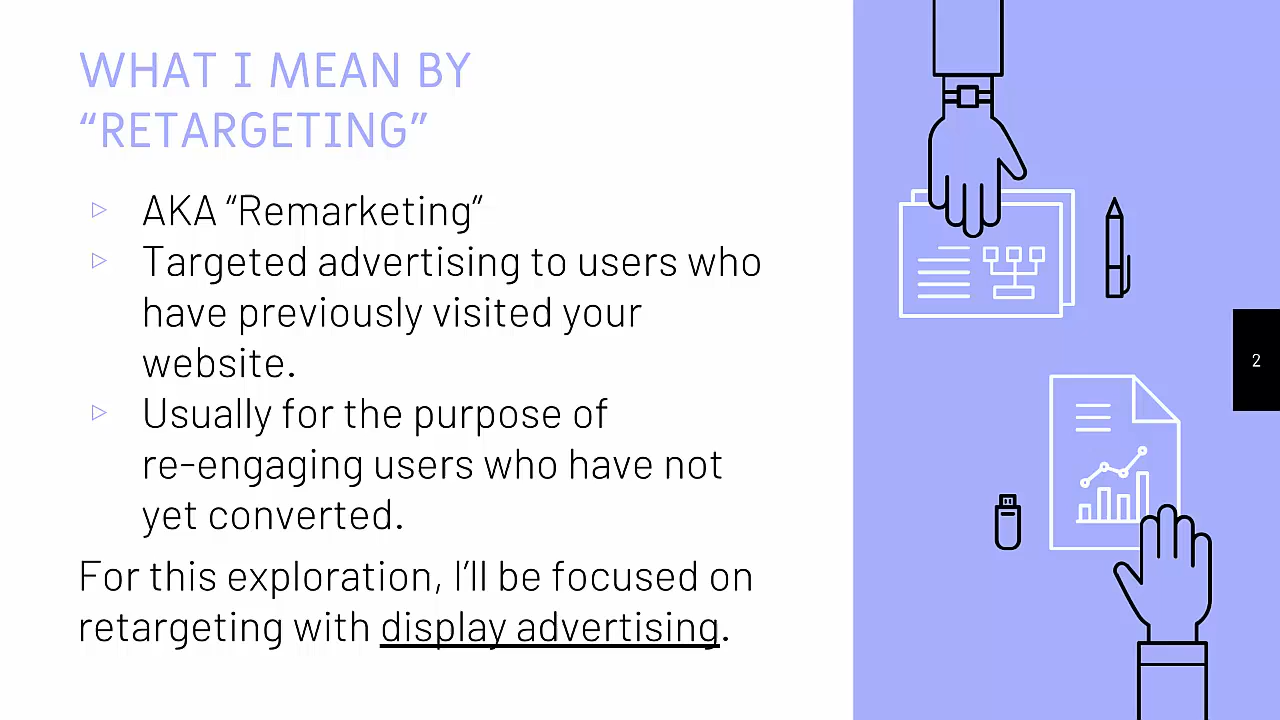 WHAT I MEAN BY
“RETARGETING”
▷ AKA “Remarketing”
▷ Targeted advertising to users who
have previously visited your
website.
▷ Usually for the purpose of
re-engaging users who have not
yet converted.
For this exploration, I’ll be focused on
retargeting with display advertising.
2